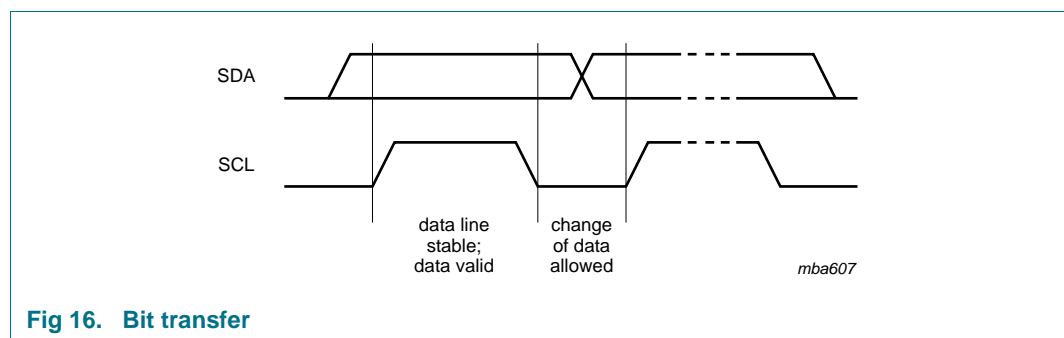 SDA
SCL
data line
stable;
data valid
change
of data
allowed
mba607
Fig 16. Bit transfer